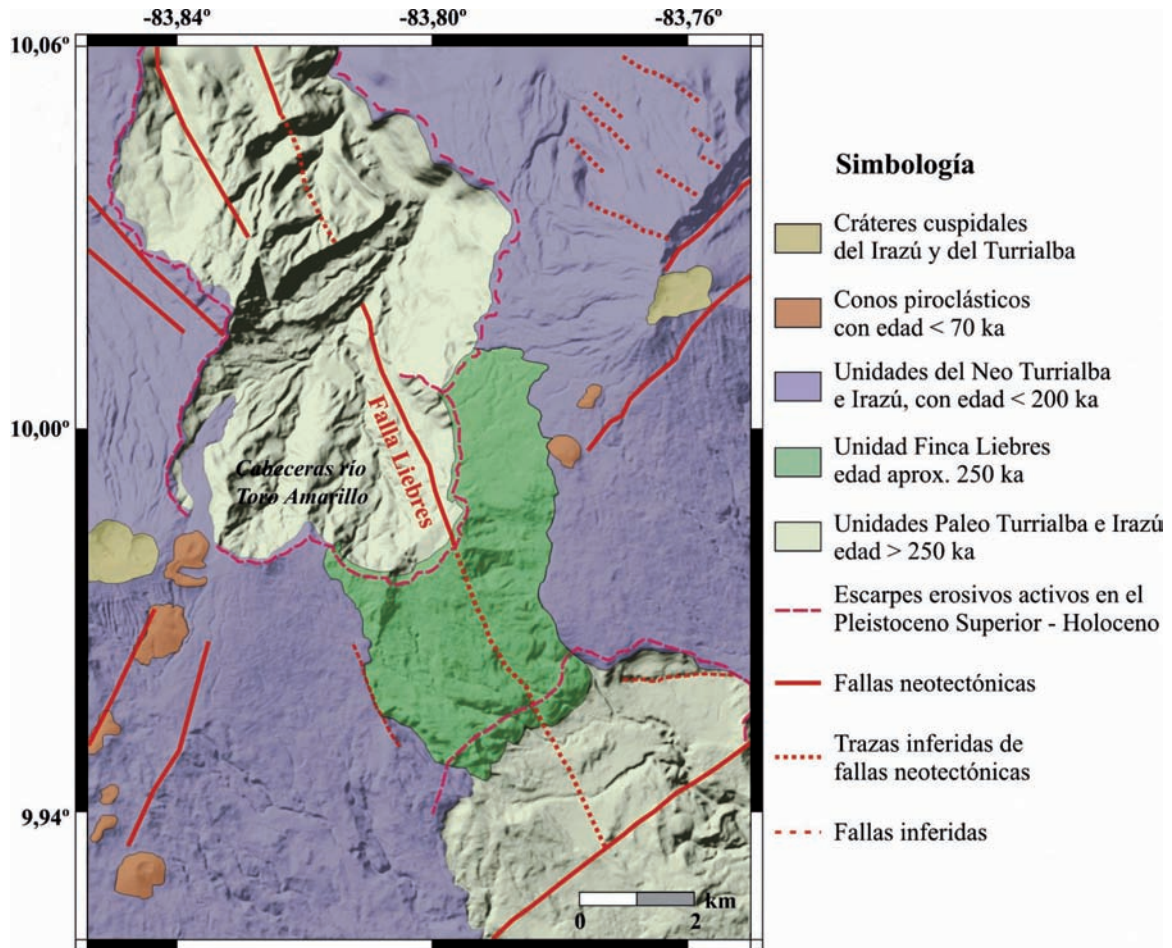 -83,84º
-83,80º
-83,76º
10,06º
10,00º
9,94º
Falla Liebres
Cabeceras río
Toro Amarillo
0
2
km
Simbología
Cráteres cuspidales
del Irazú y del Turrialba
Conos piroclásticos
con edad < 70 ka
Unidades del Neo Turrialba
e Irazú, con edad < 200 ka
Unidad Finca Liebres
edad aprox. 250 ka
Unidades Paleo Turrialba e Irazú
edad > 250 ka
Escarpes erosivos activos en el
Pleistoceno Superior - Holoceno
Fallas neotectónicas
Trazas inferidas de
fallas neotectónicas
Fallas inferidas